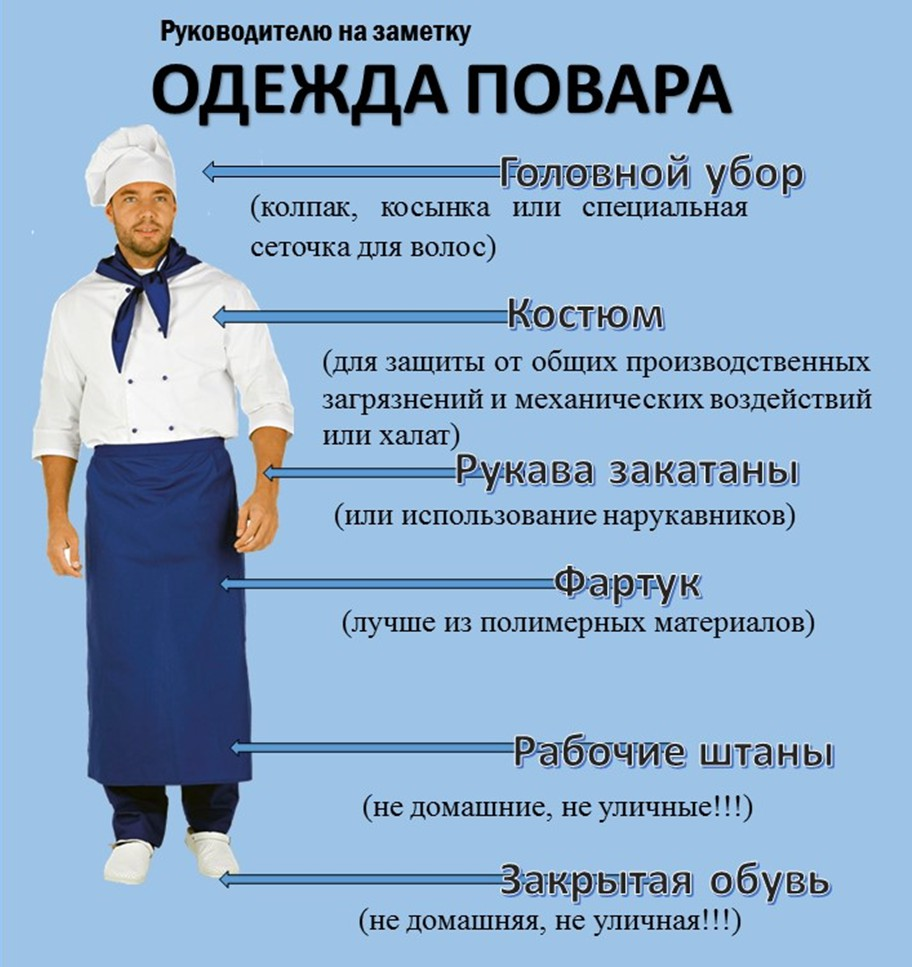 Руководителю на заметку
ОДЕЖДА ПОВАРА
Головной убор
(колпак, косынка или специальная
сеточка для волос)
Костюм
(для защиты от общих производственных
загрязнений и механических воздействий
или халат)
Рукава закатаны
(или использование нарукавников)
Фартук
(лучше из полимерных материалов)
Рабочие штаны
(не домашние, не уличные!!!)
Закрытая обувь
(не домашняя, не уличная!!!)